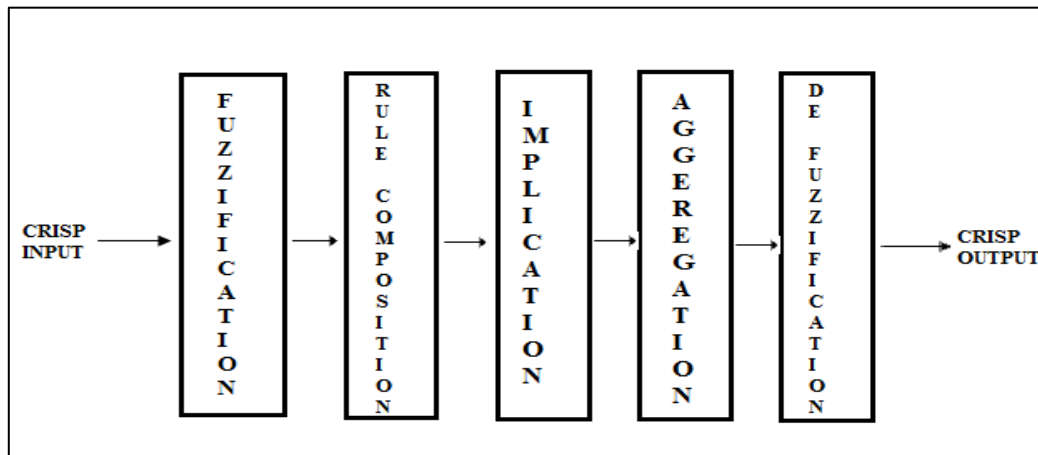 CRISP
INPUT
FUZZIFICATION
RULE COMPOSITION
IMPLICATION
AGGEREGATION
DE FUZZIFICATION
CRISP
OUTPUT